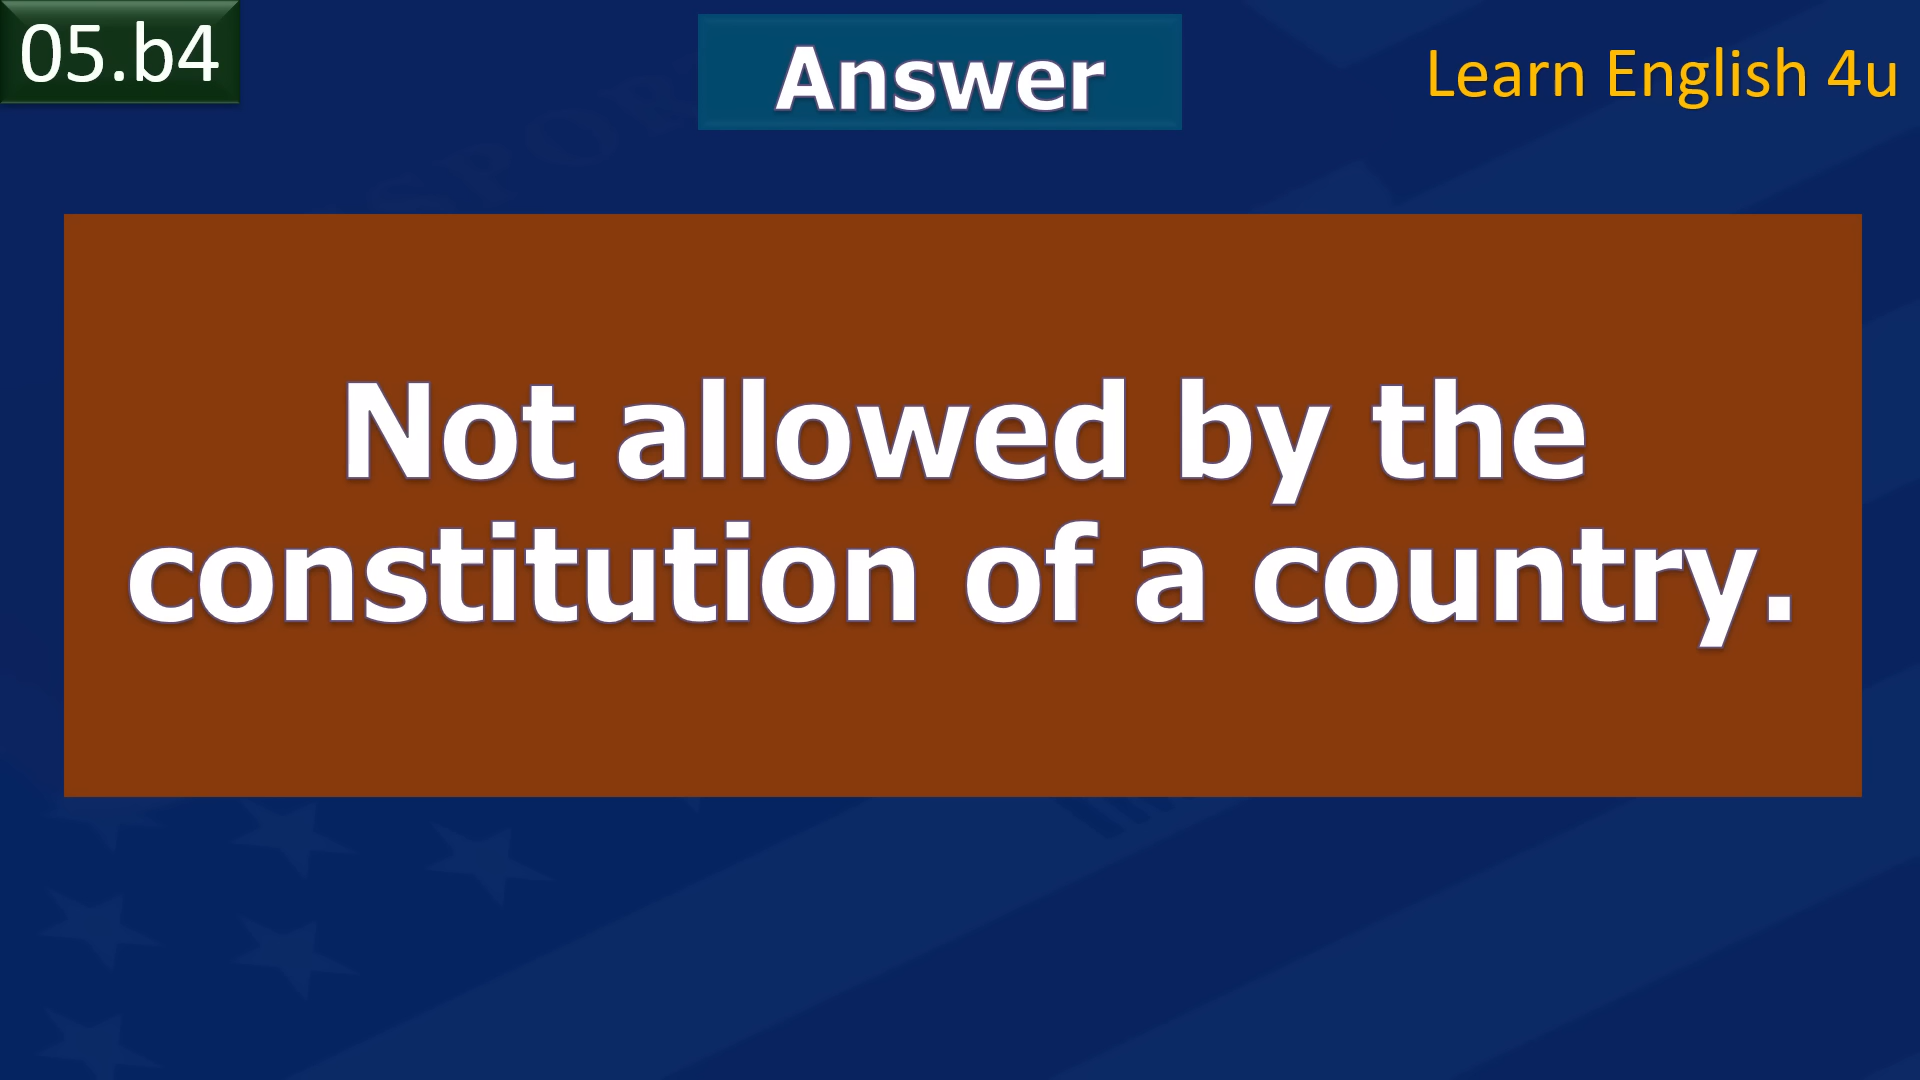 05.b4
Answer
Learn English 4u
Not allowed by the
constitution of a country.